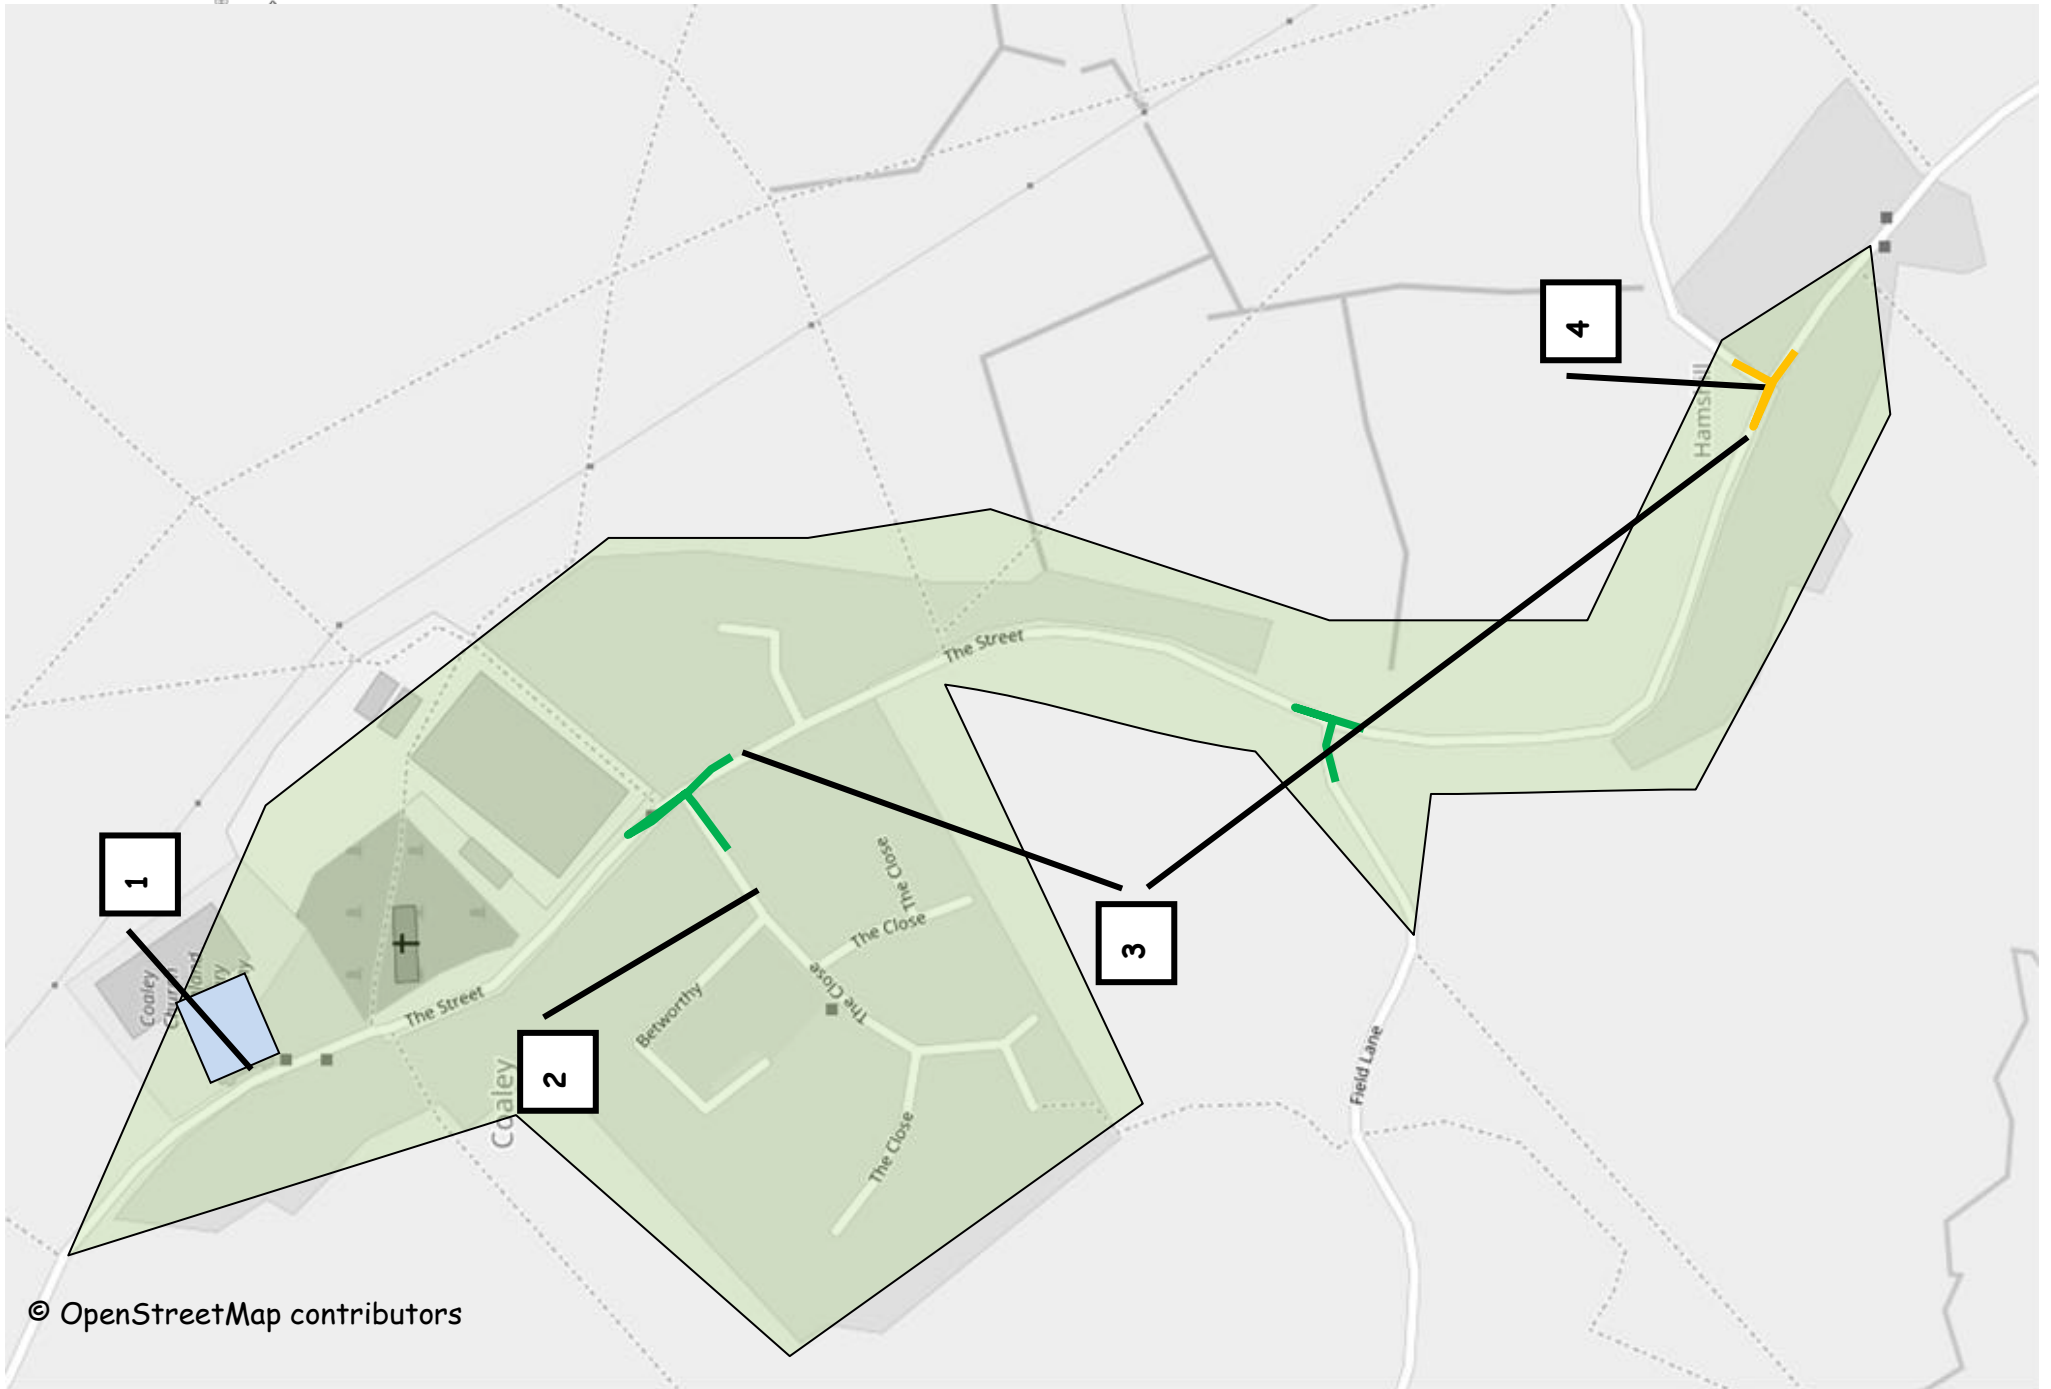 4
Hamshill
The Street
The Street
1
The Close
The Close
The Close
The Close
3
Betworthy
Coaley
2
Coaley
Field Lane
© OpenStreetMap contributors